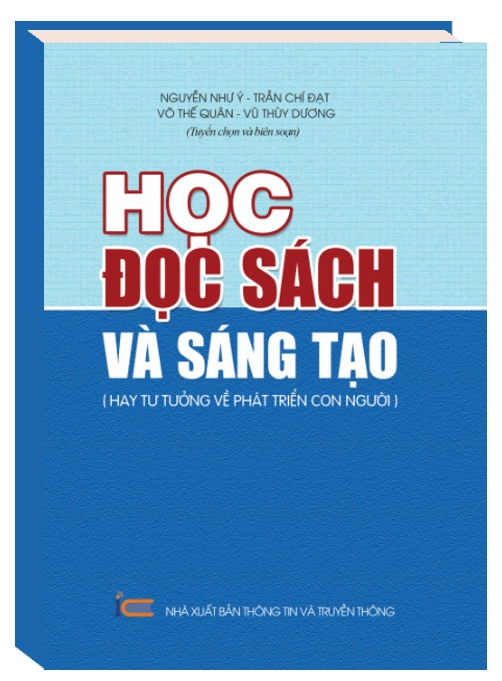 NGUYỄN NHƯ Ý - TRẦN CHÍ ĐẠT
VÕ THẾ QUÂN - VŨ THÙY DƯƠNG
(Tuyển chọn và biên soạn)
HỌC
ĐỌC SÁCH
VÀ SÁNG TẠO
( HAY TƯ TƯỞNG VỀ PHÁT TRIỂN CON NGƯỜI )
NHÀ XUẤT BẢN THÔNG TIN VÀ TRUYỀN THÔNG